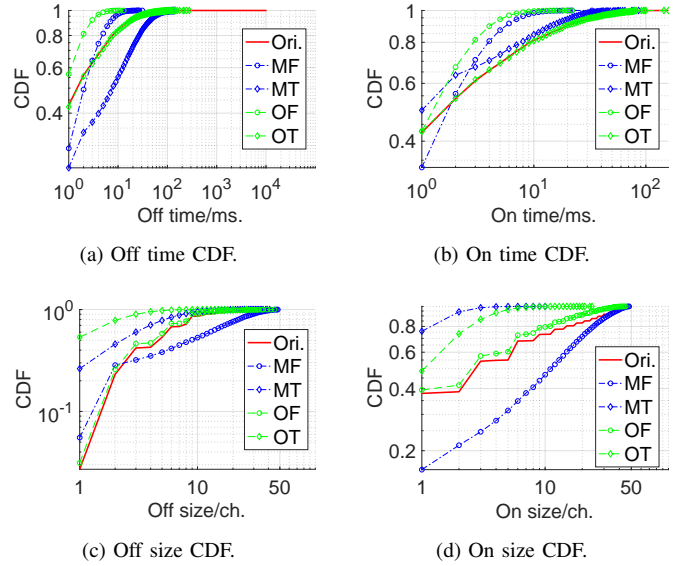 1
0.8
0.6
0.4
CDF
Ori.
MF
MT
OF
OT
10^0 10^1 10^2 10^3 10^4
Off time/ms.
(a) Off time CDF.
1
0.8
0.6
0.4
CDF
Ori.
MF
MT
OF
OT
10^0 10^1 10^2
On time/ms.
(b) On time CDF.
10^0
10^-1
CDF
Ori.
MF
MT
OF
OT
1 10 50
Off size/ch.
(c) Off size CDF.
0.8
0.6
0.4
0.2
CDF
Ori.
MF
MT
OF
OT
1 10 50
On size/ch.
(d) On size CDF.